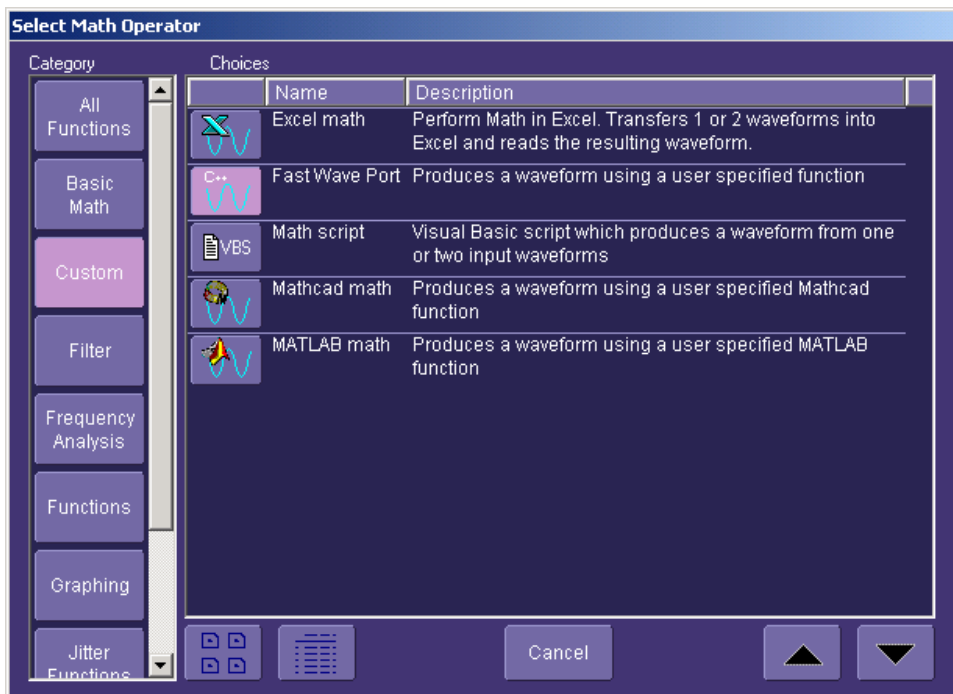 Select Math Operator
Category
Choices
All
Functions
Basic
Math
Custom
Filter
Frequency
Analysis
Functions
Graphing
Jitter
Functions
Name Description
Excel math Perform Math in Excel. Transfers 1 or 2 waveforms into
Excel and reads the resulting waveform.
C++
Fast Wave Port Produces a waveform using a user specified function
VBS
Math script Visual Basic script which produces a waveform from one
or two input waveforms
Mathcad math Produces a waveform using a user specified Mathcad
function
MATLAB math Produces a waveform using a user specified MATLAB
function
Cancel